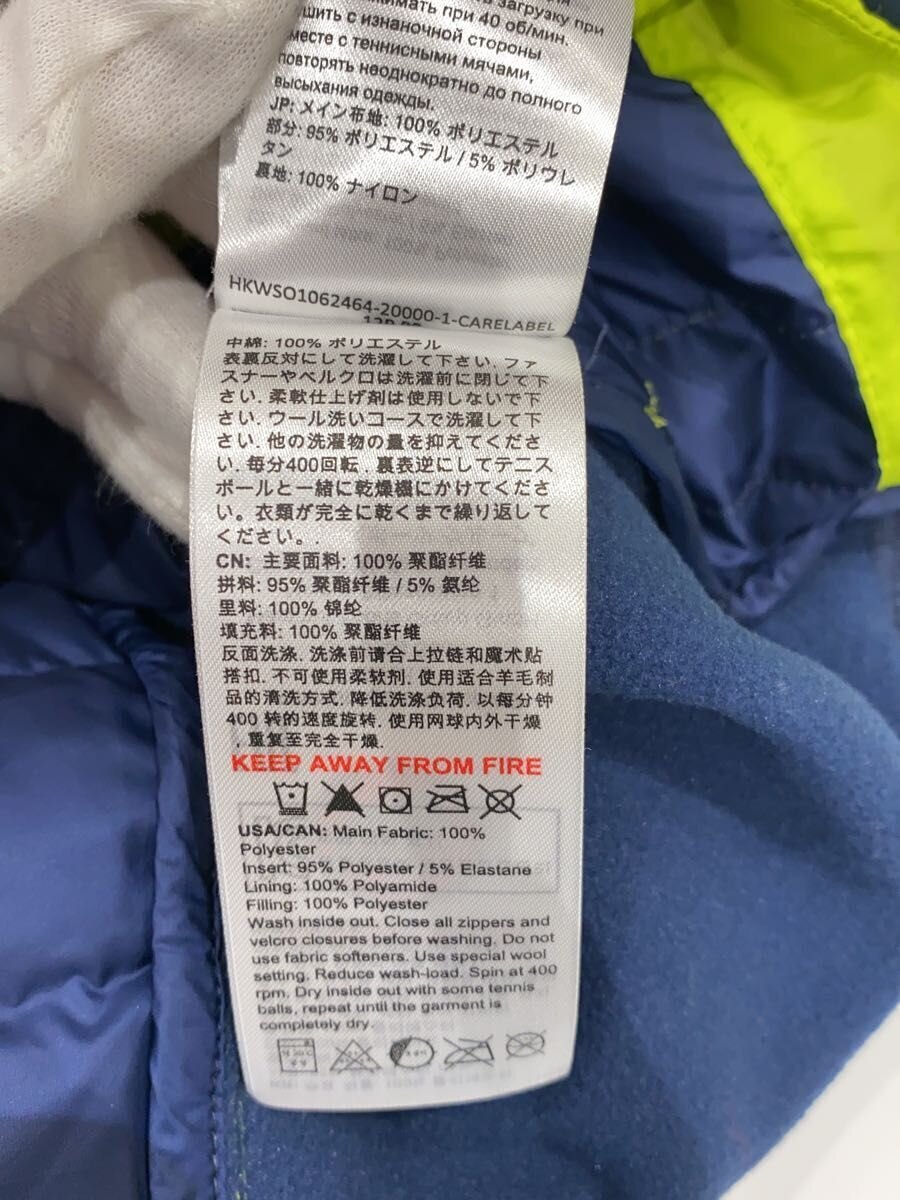 загрузку при
при 40 об/мин.
с изнаночной стороны
вместе с теннисными мячами,
повторять неоднократно до полного
высыхания одежды.
JP: メイン布地: 100% ポリエステル
部分: 95% ポリエステル / 5% ポリウレ
タン
裏地: 100% ナイロン
HKWSO1062464-20000-1-CARELABEL
中綿: 100% ポリエステル
表裏反対にして洗濯して下さい. ファ
スナーやベルクロは洗濯前に閉じて下
さい. 柔軟仕上げ剤は使用しないで下
さい. ウール洗いコースで洗濯して下
さい. 他の洗濯物の量を抑えてくださ
い. 毎分400回転 . 裏表逆にしてテニス
ボールと一緒に乾燥機にかけてくださ
い。衣類が完全に乾くまで繰り返して
ください。.
CN: 主要面料: 100% 聚酯纤维
拼料: 95% 聚酯纤维 / 5% 氨纶
里料: 100% 锦纶
填充料: 100% 聚酯纤维
反面洗涤. 洗涤前请合上拉链和魔术贴
搭扣. 不可使用柔软剂. 使用适合羊毛制
品的清洗方式. 降低洗涤负荷. 以每分钟
400 转的速度旋转. 使用网球内外干燥
, 重复至完全干燥.
KEEP AWAY FROM FIRE
USA/CAN: Main Fabric: 100%
Polyester
Insert: 95% Polyester / 5% Elastane
Lining: 100% Polyamide
Filling: 100% Polyester
Wash inside out. Close all zippers and
velcro closures before washing. Do not
use fabric softeners. Use special wool
setting. Reduce wash-load. Spin at 400
rpm. Dry inside out with some tennis
balls, repeat until the garment is
completely dry.